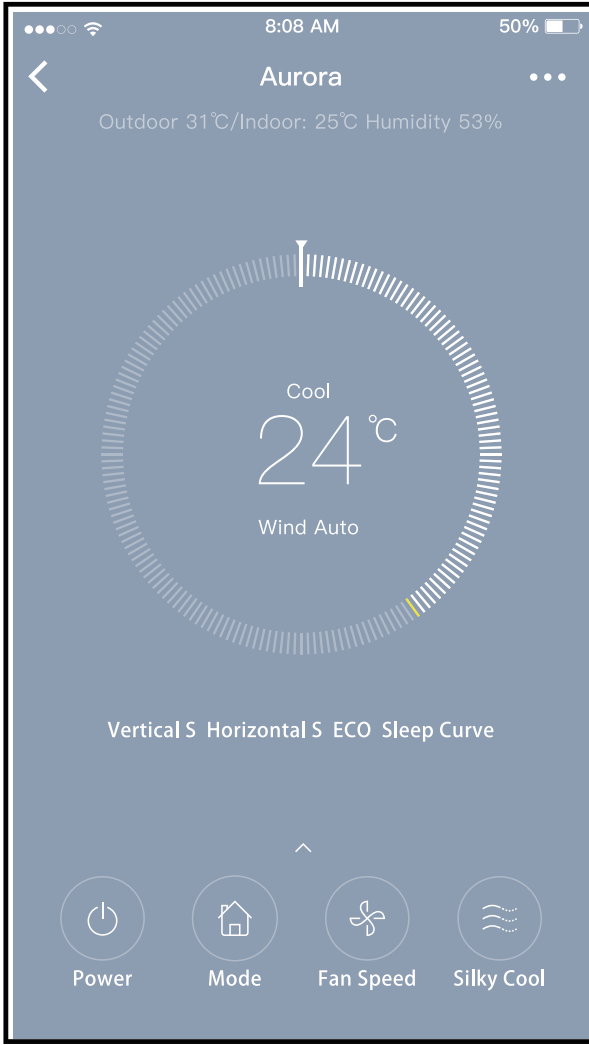 8:08 AM 50%
Aurora
Outdoor 31℃/Indoor: 25℃ Humidity 53%
Cool
24℃
Wind Auto
Vertical S Horizontal S ECO Sleep Curve
Power Mode Fan Speed Silky Cool